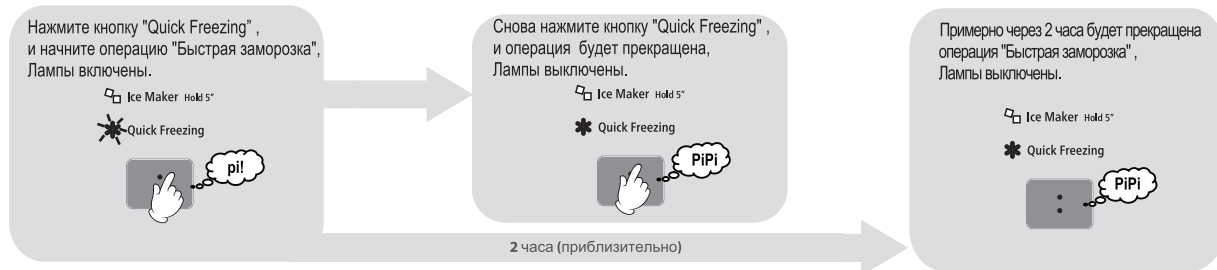 Нажмите кнопку "Quick Freezing" ,
и начните операцию "Быстрая заморозка",
Лампы включены.
Ice Maker Hold 5"
Quick Freezing
pi!
Снова нажмите кнопку "Quick Freezing" ,
и операция будет прекращена,
Лампы выключены.
Ice Maker Hold 5"
Quick Freezing
PiPi
Примерно через 2 часа будет прекращена
операция "Быстрая заморозка" ,
Лампы выключены.
Ice Maker Hold 5"
Quick Freezing
PiPi
2 часа (приблизительно)